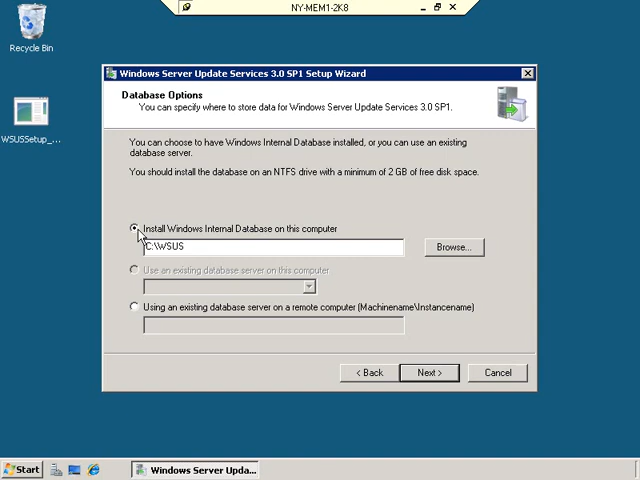 NY-MEM1-2K8
Recycle Bin
WSUSSetup_...
Windows Server Update Services 3.0 SP1 Setup Wizard
Database Options
You can specify where to store data for Windows Server Update Services 3.0 SP1.
You can choose to have Windows Internal Database installed, or you can use an existing
database server.
You should install the database on an NTFS drive with a minimum of 2 GB of free disk space.
Install Windows Internal Database on this computer
C:\WSUS
Browse...
Use an existing database server on this computer
Using an existing database server on a remote computer (Machinename\Instancename)
< Back
Next >
Cancel
Start
Windows Server Upda...